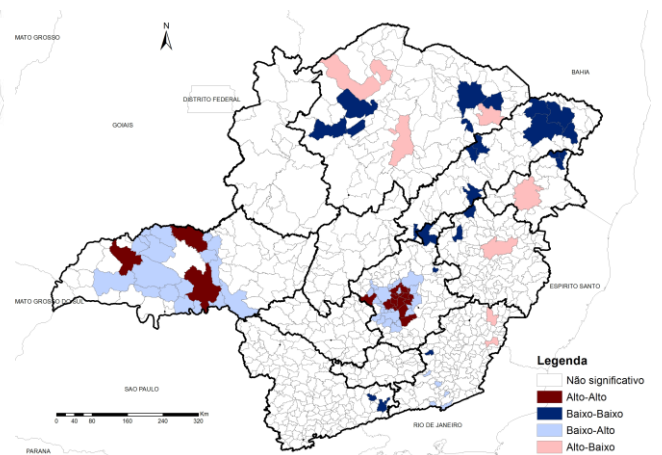 N
MATO GROSSO
BAHIA
DISTRITO FEDERAL
GOIAIS
MATO GROSSO DO SUL
ESPIRITO SANTO
SAO PAULO
RIO DE JANEIRO
PARANA
0 40 80 160 240 320
Km
Legenda
Não significativo
Alto-Alto
Baixo-Baixo
Baixo-Alto
Alto-Baixo